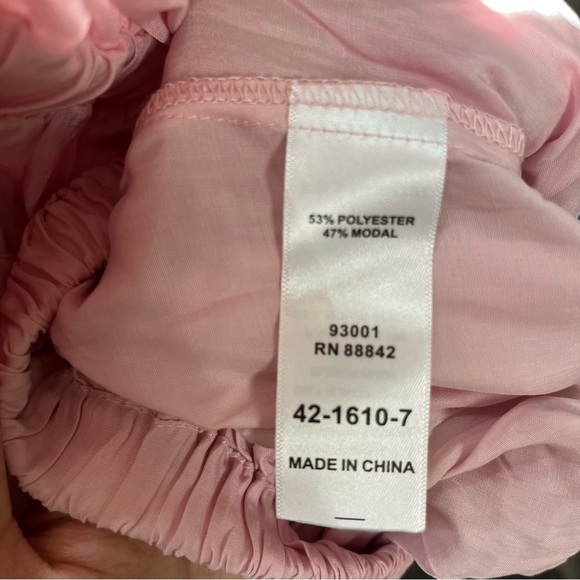 53% POLYESTER
47% MODAL
93001
RN 88842
42-1610-7
MADE IN CHINA